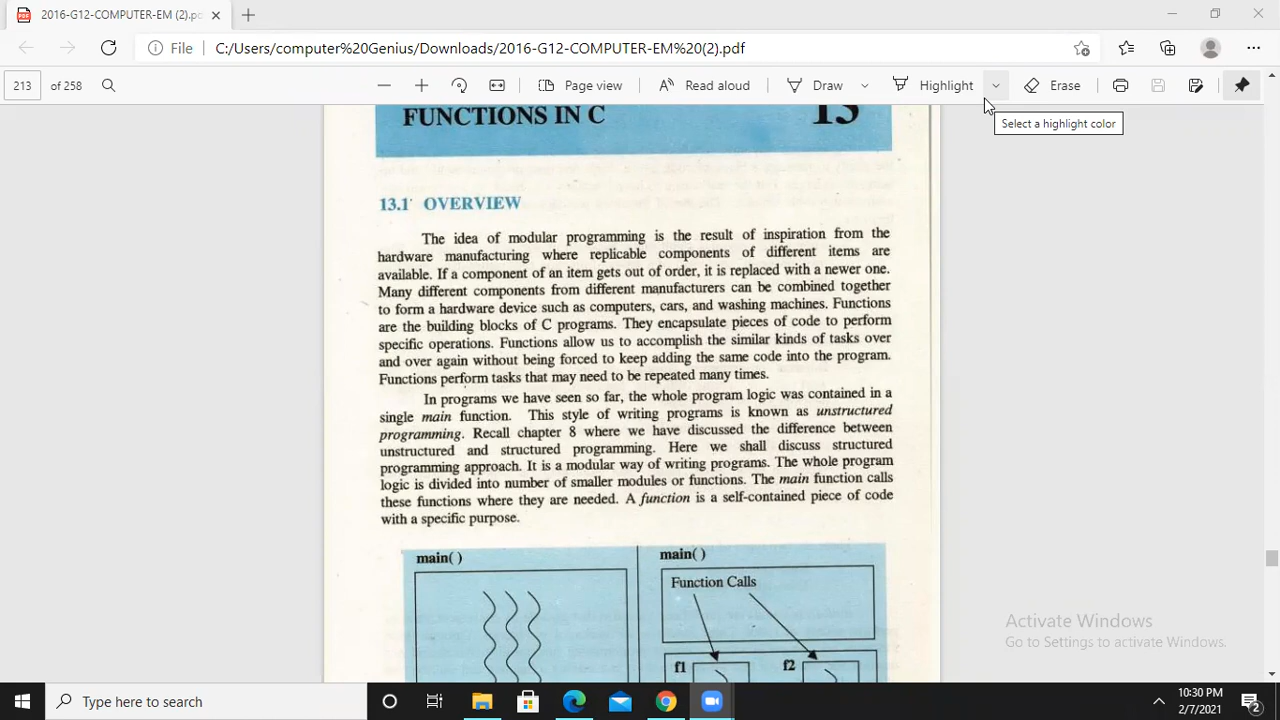 2016-G12-COMPUTER-EM (2).pd
File
C:/Users/computer%20Genius/Downloads/2016-G12-COMPUTER-EM%20(2).pdf
213 of 258
Page view
Read aloud
Draw
Highlight
Erase
Select a highlight color
FUNCTIONS IN C 13
13.1 OVERVIEW
The idea of modular programming is the result of inspiration from the
hardware manufacturing where replicable components of different items are
available. If a component of an item gets out of order, it is replaced with a newer one.
Many different components from different manufacturers can be combined together
to form a hardware device such as computers, cars, and washing machines. Functions
are the building blocks of C programs. They encapsulate pieces of code to perform
specific operations. Functions allow us to accomplish the similar kinds of tasks over
and over again without being forced to keep adding the same code into the program.
Functions perform tasks that may need to be repeated many times.
In programs we have seen so far, the whole program logic was contained in a
single main function. This style of writing programs is known as unstructured
programming. Recall chapter 8 where we have discussed the difference between
unstructured and structured programming. Here we shall discuss structured
programming approach. It is a modular way of writing programs. The whole program
logic is divided into number of smaller modules or functions. The main function calls
these functions where they are needed. A function is a self-contained piece of code
with a specific purpose.
main( )
main( )
Function Calls
f1
f2
Activate Windows
Go to Settings to activate Windows.
Type here to search
10:30 PM
2/7/2021
2